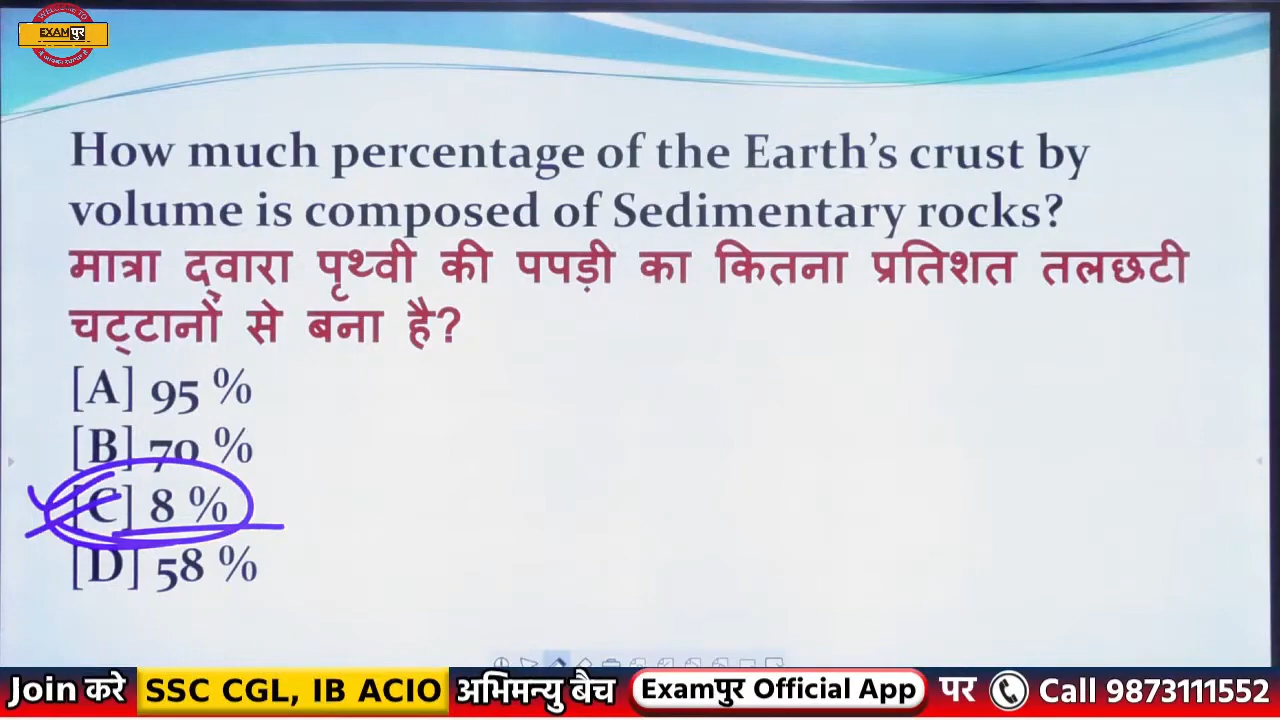 WELCOME TO
EXAMपुर
How much percentage of the Earth's crust by
volume is composed of Sedimentary rocks?
मात्रा द्वारा पृथ्वी की पपड़ी का कितना प्रतिशत तलछटी
चट्टानों से बना है?
[A] 95 %
[B] 70 %
[C] 8 %
[D] 58 %
Join करे SSC CGL, IB ACIO अभिमन्यु बैच Examपुर Official App पर Call 9873111552